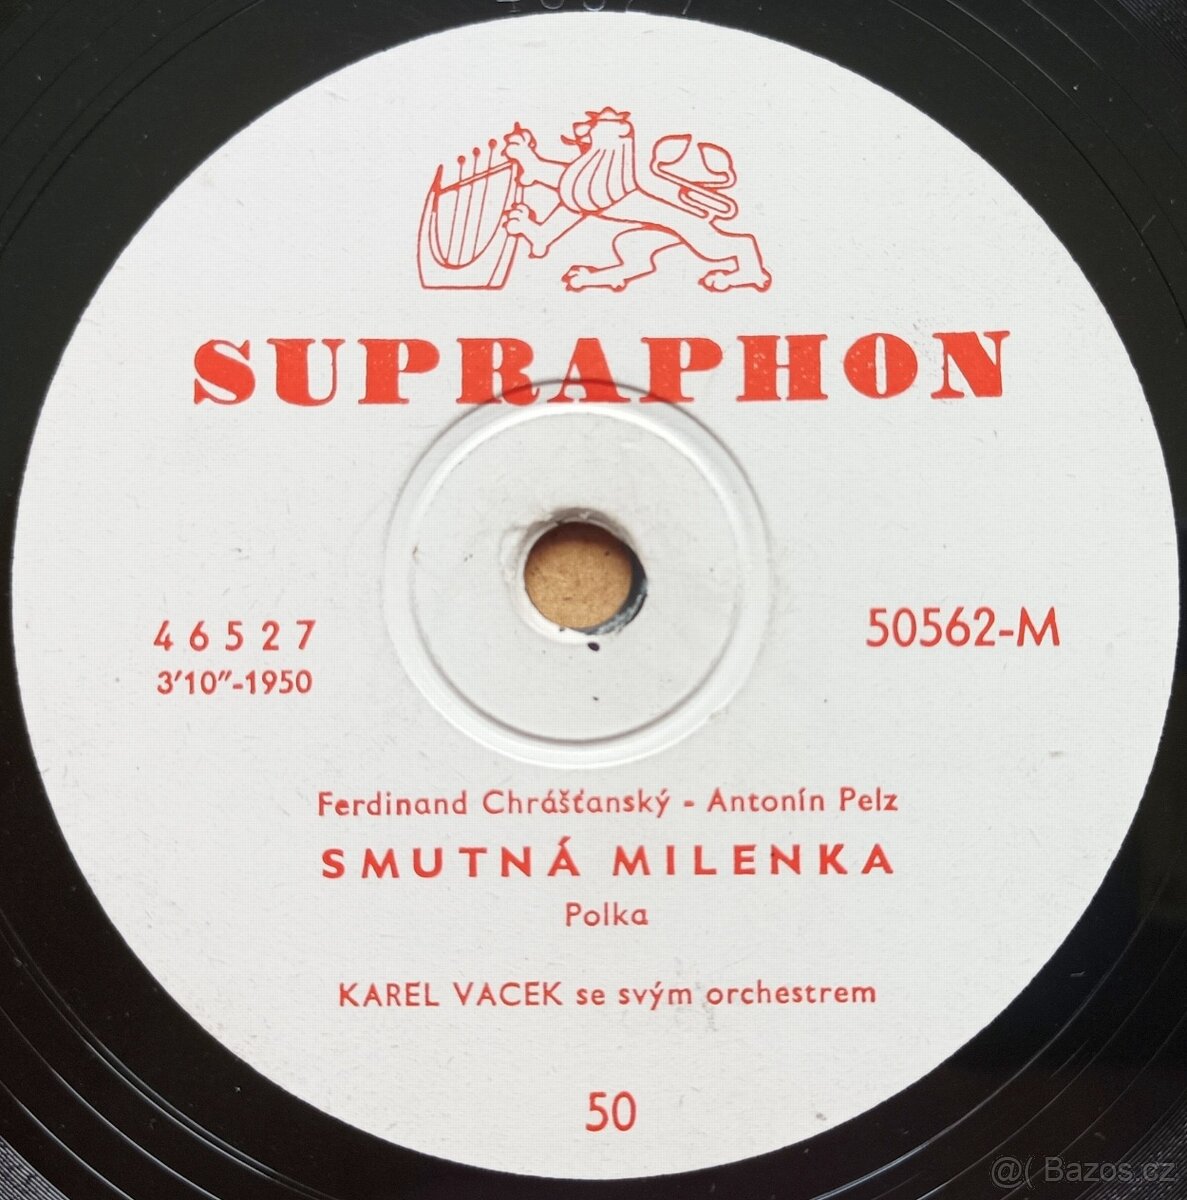 SUPRAPHON
4 6 5 2 7
3'10"-1950
50562-M
Ferdinand Chrášťanský - Antonín Pelz
SMUTNÁ MILENKA
Polka
KAREL VACEK se svým orchestrem
50
@( Bazos.cz